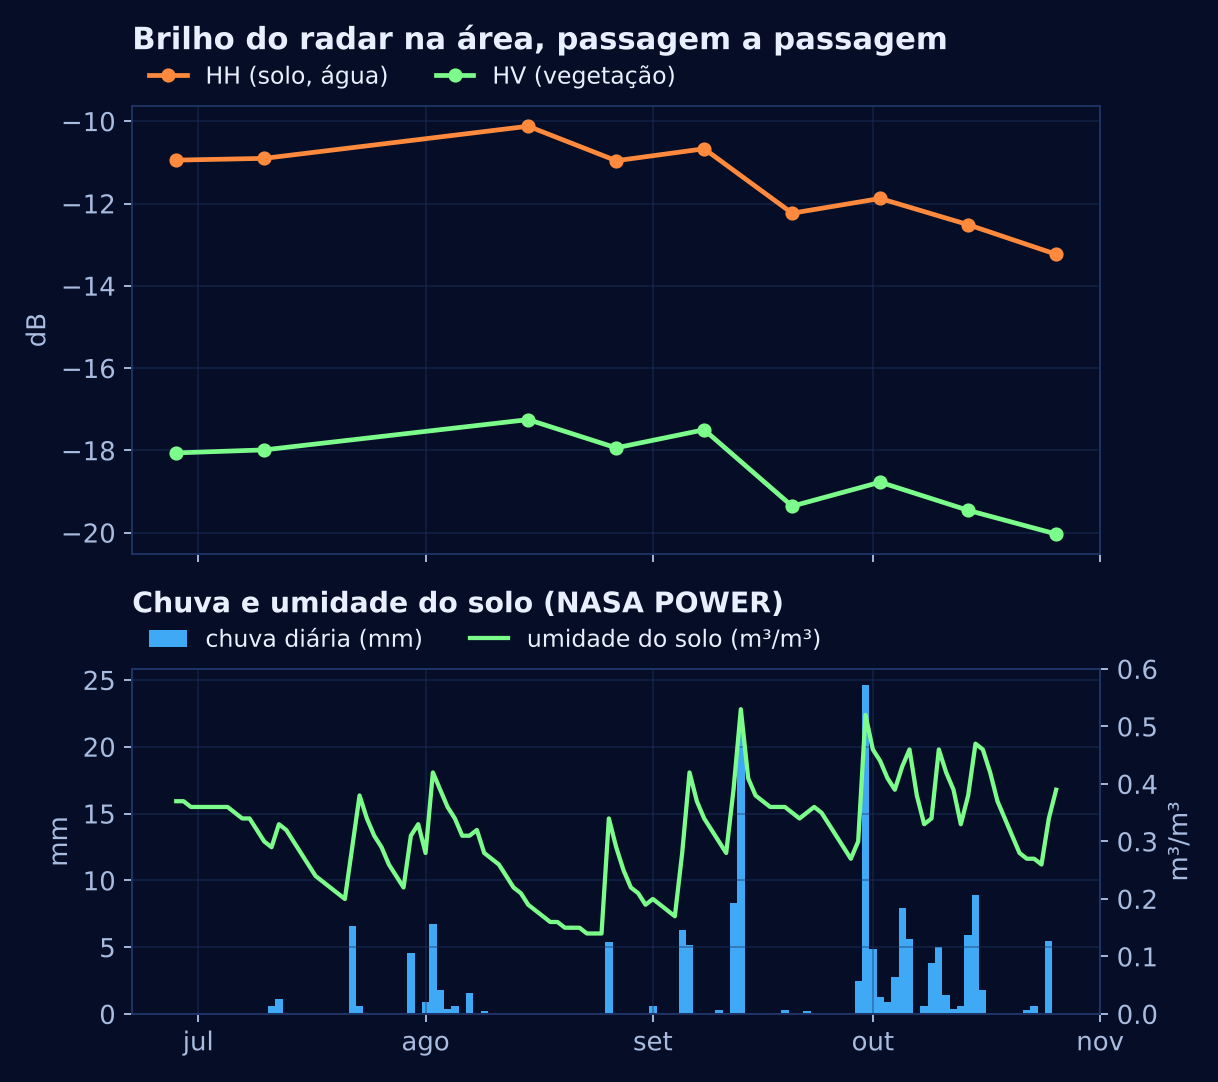 Brilho do radar na área, passagem a passagem
HH (solo, água) HV (vegetação)
−10
−12
−14
−16
−18
−20
dB
Chuva e umidade do solo (NASA POWER)
chuva diária (mm) umidade do solo (m³/m³)
25
20
15
10
5
0
mm
0.6
0.5
0.4
0.3
0.2
0.1
0.0
m³/m³
jul ago set out nov